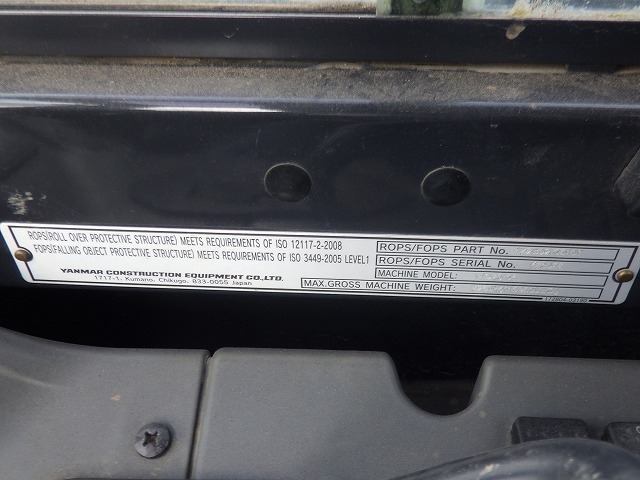 ROPS(ROLL OVER PROTECTIVE STRUCTURE) MEETS REQUIREMENTS OF ISO 12117-2-2008
FOPS(FALLING OBJECT PROTECTIVE STRUCTURE) MEETS REQUIREMENTS OF ISO 3449-2005 LEVEL1
YANMAR CONSTRUCTION EQUIPMENT CO.,LTD.
1717-1, Kumano, Chikugo, 833-0055 Japan
ROPS/FOPS PART No.
ROPS/FOPS SERIAL No.
MACHINE MODEL:
MAX.GROSS MACHINE WEIGHT: